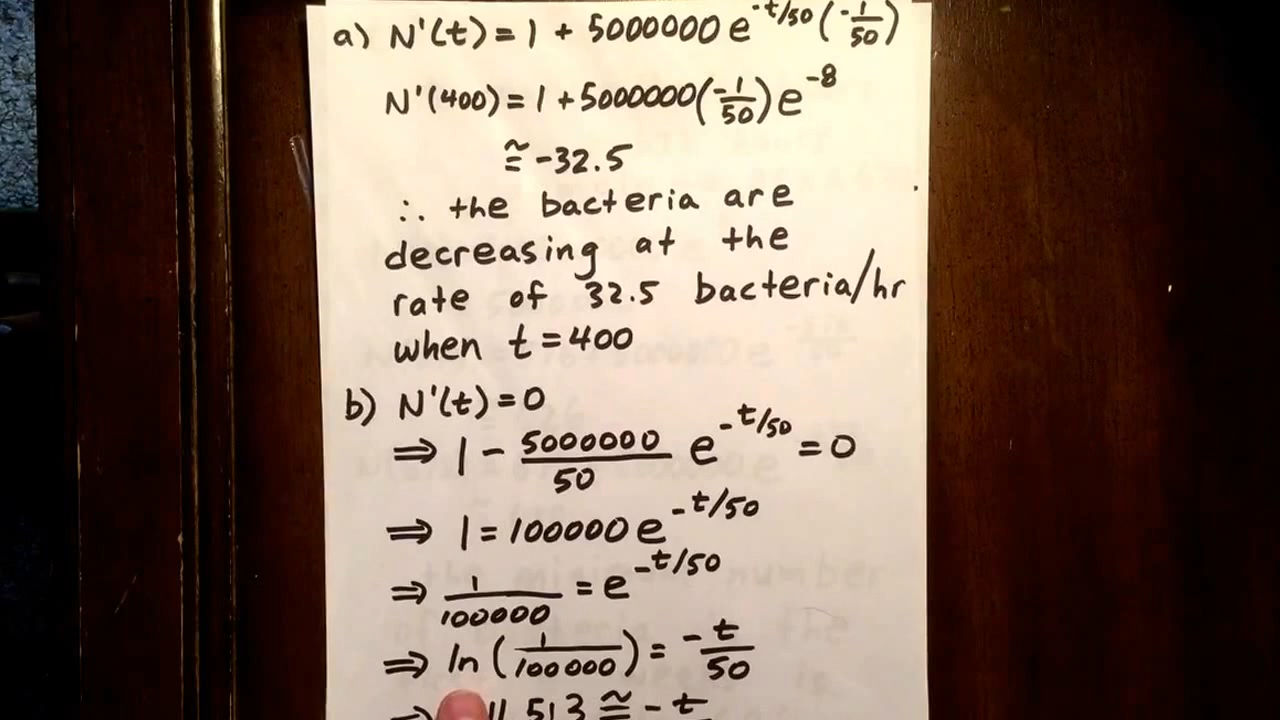 a) N'(t) = 1 + 5000000 e^{-t/50} (-1/50)
N'(400) = 1 + 5000000(-1/50) e^{-8}
≅ -32.5
∴ the bacteria are
decreasing at the
rate of 32.5 bacteria/hr
when t = 400
b) N'(t) = 0
⇒ 1 - 5000000/50 e^{-t/50} = 0
⇒ 1 = 100000 e^{-t/50}
⇒ 1/100000 = e^{-t/50}
⇒ ln (1/100000) = -t/50
⇒ 11.513 ≅ -t